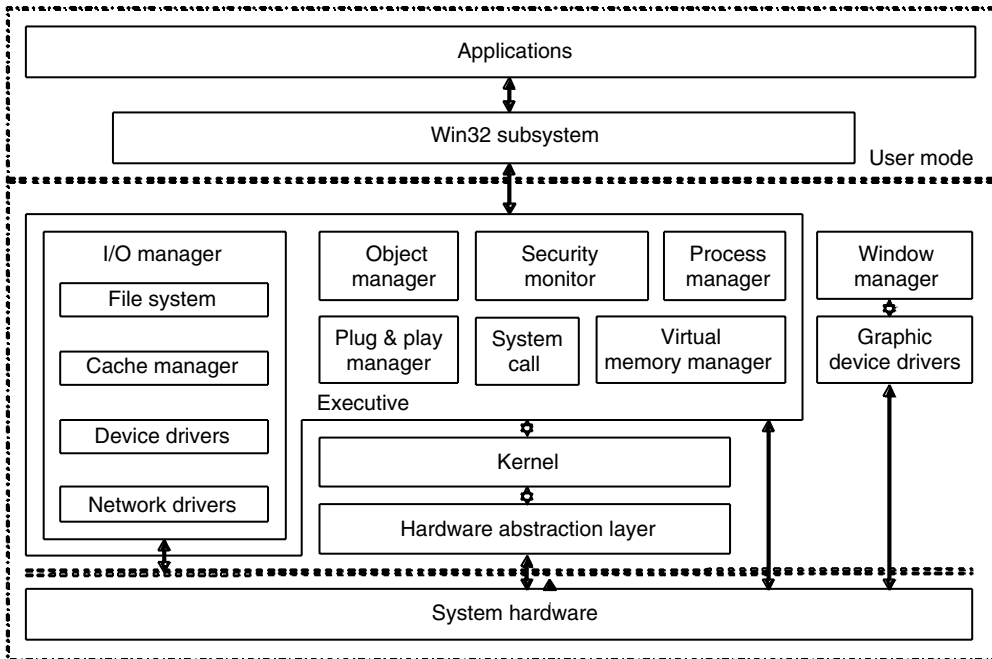 Applications
Win32 subsystem
User mode
I/O manager
File system
Cache manager
Device drivers
Network drivers
Object
manager
Security
monitor
Process
manager
Plug & play
manager
System
call
Virtual
memory manager
Executive
Window
manager
Graphic
device drivers
Kernel
Hardware abstraction layer
System hardware